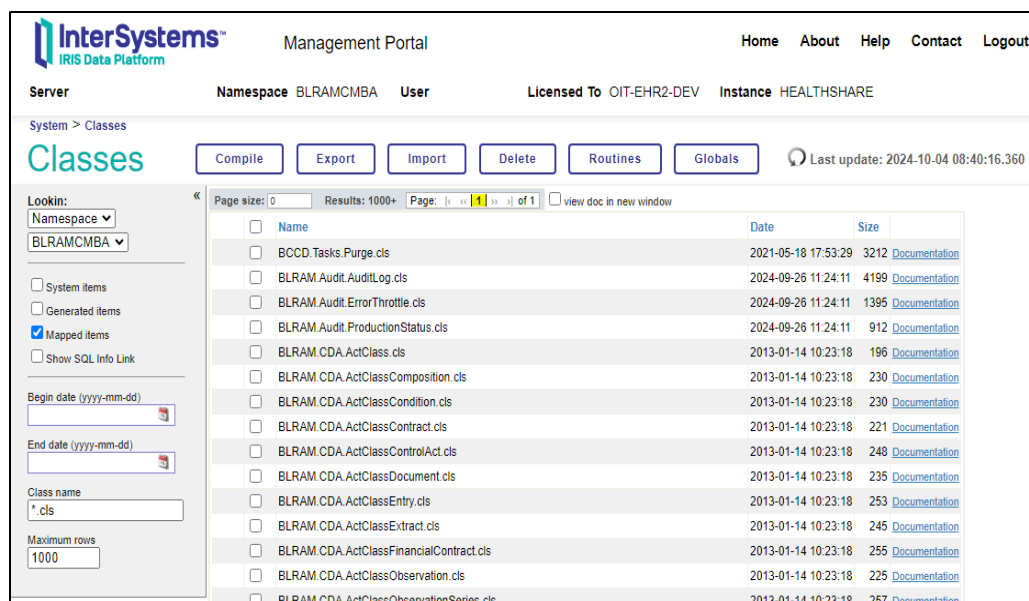 InterSystems™
IRIS Data Platform
Management Portal
Home About Help Contact Logout
Server Namespace BLRAMCMBA User Licensed To OIT-EHR2-DEV Instance HEALTHSHARE
System > Classes
Classes
Compile Export Import Delete Routines Globals Last update: 2024-10-04 08:40:16.360
Lookin:
Namespace
BLRAMCMBA
System items
Generated items
Mapped items
Show SQL Info Link
Begin date (yyyy-mm-dd)
End date (yyyy-mm-dd)
Class name
*.cls
Maximum rows
1000
«
Page size: 0 Results: 1000+ Page: |‹ ‹‹ 1 ›› ›| of 1 view doc in new window
Name Date Size
BCCD.Tasks.Purge.cls 2021-05-18 17:53:29 3212 Documentation
BLRAM.Audit.AuditLog.cls 2024-09-26 11:24:11 4199 Documentation
BLRAM.Audit.ErrorThrottle.cls 2024-09-26 11:24:11 1395 Documentation
BLRAM.Audit.ProductionStatus.cls 2024-09-26 11:24:11 912 Documentation
BLRAM.CDA.ActClass.cls 2013-01-14 10:23:18 196 Documentation
BLRAM.CDA.ActClassComposition.cls 2013-01-14 10:23:18 230 Documentation
BLRAM.CDA.ActClassCondition.cls 2013-01-14 10:23:18 230 Documentation
BLRAM.CDA.ActClassContract.cls 2013-01-14 10:23:18 221 Documentation
BLRAM.CDA.ActClassControlAct.cls 2013-01-14 10:23:18 248 Documentation
BLRAM.CDA.ActClassDocument.cls 2013-01-14 10:23:18 235 Documentation
BLRAM.CDA.ActClassEntry.cls 2013-01-14 10:23:18 253 Documentation
BLRAM.CDA.ActClassExtract.cls 2013-01-14 10:23:18 245 Documentation
BLRAM.CDA.ActClassFinancialContract.cls 2013-01-14 10:23:18 255 Documentation
BLRAM.CDA.ActClassObservation.cls 2013-01-14 10:23:18 225 Documentation
BLRAM.CDA.ActClassObservationSeries.cls 2013-01-14 10:23:18 257 Documentation